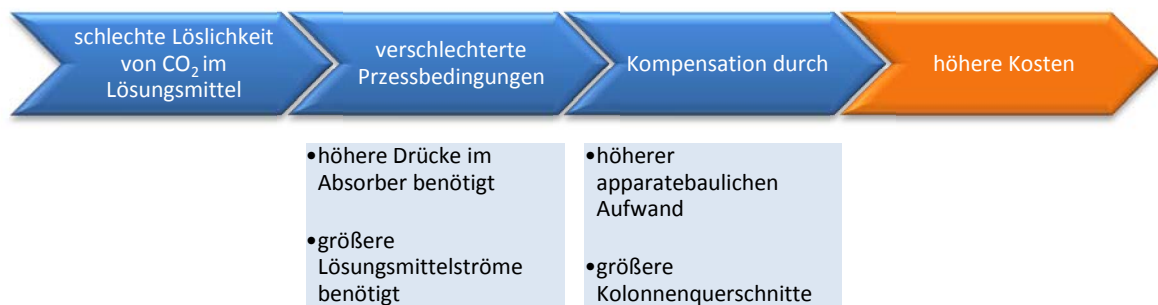 schlechte Löslichkeit
von CO₂ im
Lösungsmittel
verschlechterte
Przessbedingungen
Kompensation durch
höhere Kosten
•höhere Drücke im
Absorber benötigt
•größere
Lösungsmittelströme
benötigt
•höherer
apparatebaulichen
Aufwand
•größere
Kolonnenquerschnitte